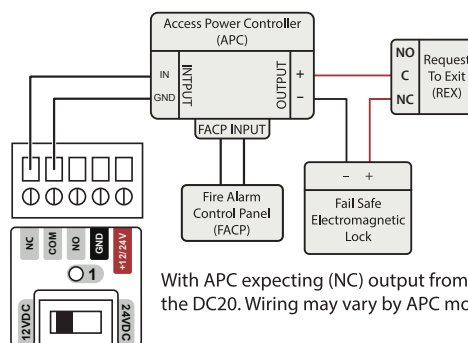 Access Power Controller
(APC)
IN
GND
INTPUT
OUTPUT
+
−
FACP INPUT
NO
C
NC
Request
To Exit
(REX)
Fire Alarm
Control Panel
(FACP)
− +
Fail Safe
Electromagnetic
Lock
NC
COM
NO
GND
+12/24V
1
12VDC
24VDC
With APC expecting (NC) output from
the DC20. Wiring may vary by APC